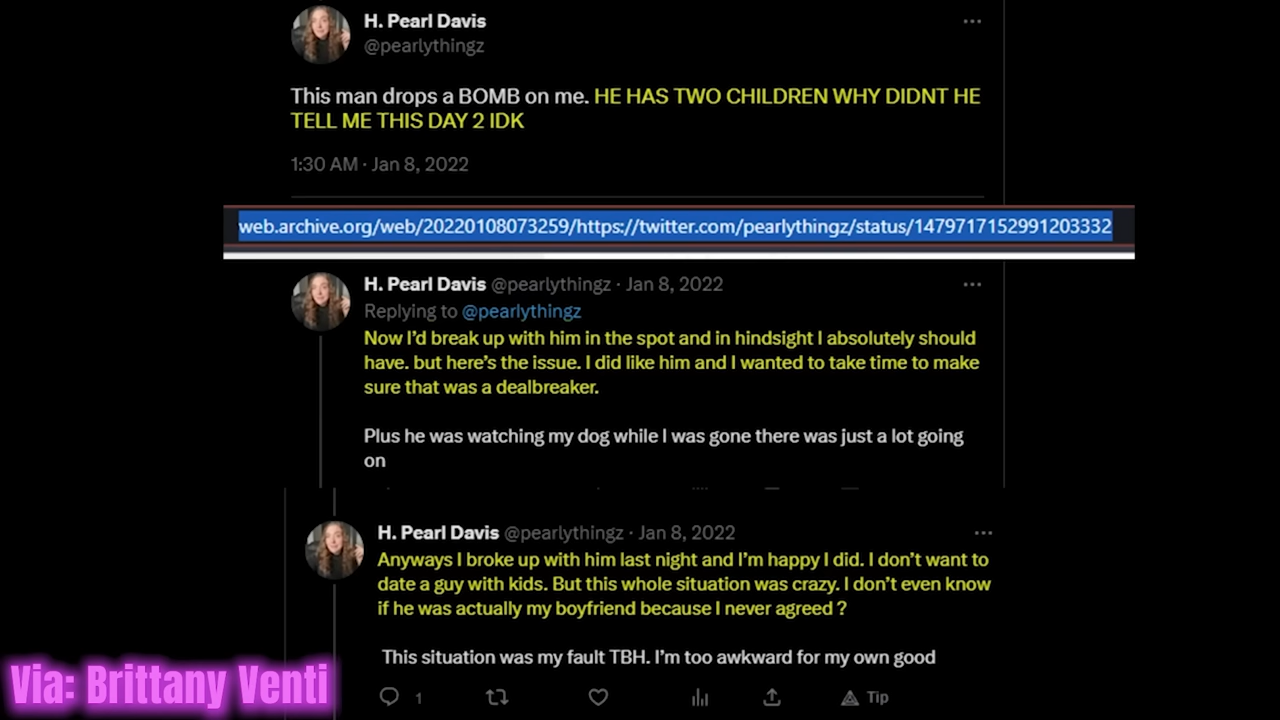 H. Pearl Davis
@pearlythingz
This man drops a BOMB on me. HE HAS TWO CHILDREN WHY DIDNT HE
TELL ME THIS DAY 2 IDK
1:30 AM · Jan 8, 2022
web.archive.org/web/20220108073259/https://twitter.com/pearlythingz/status/1479717152991203332
H. Pearl Davis @pearlythingz · Jan 8, 2022
Replying to @pearlythingz
Now I'd break up with him in the spot and in hindsight I absolutely should
have. but here's the issue. I did like him and I wanted to take time to make
sure that was a dealbreaker.
Plus he was watching my dog while I was gone there was just a lot going
on
H. Pearl Davis @pearlythingz · Jan 8, 2022
Anyways I broke up with him last night and I'm happy I did. I don't want to
date a guy with kids. But this whole situation was crazy. I don't even know
if he was actually my boyfriend because I never agreed ?
This situation was my fault TBH. I'm too awkward for my own good
1
Tip
Via: Brittany Venti